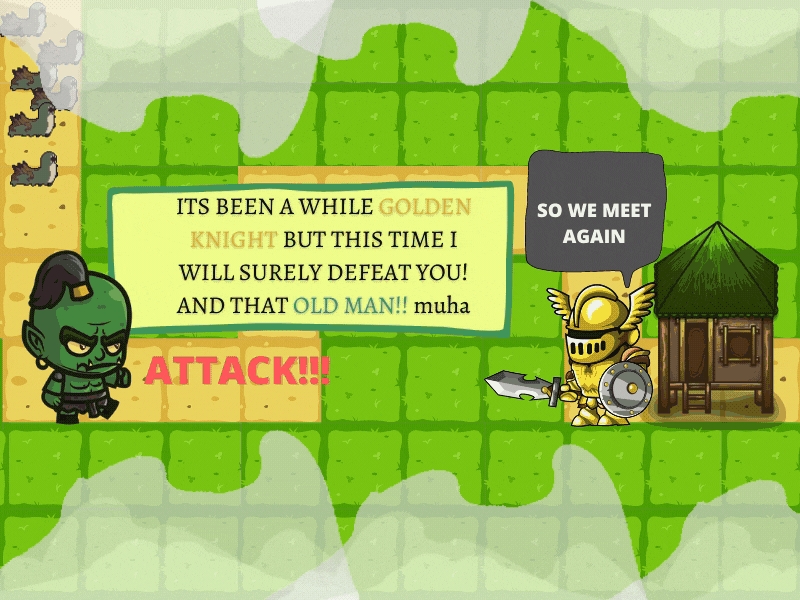 ITS BEEN A WHILE GOLDEN
KNIGHT BUT THIS TIME I
WILL SURELY DEFEAT YOU!
AND THAT OLD MAN!! muha
ATTACK!!!
SO WE MEET
AGAIN